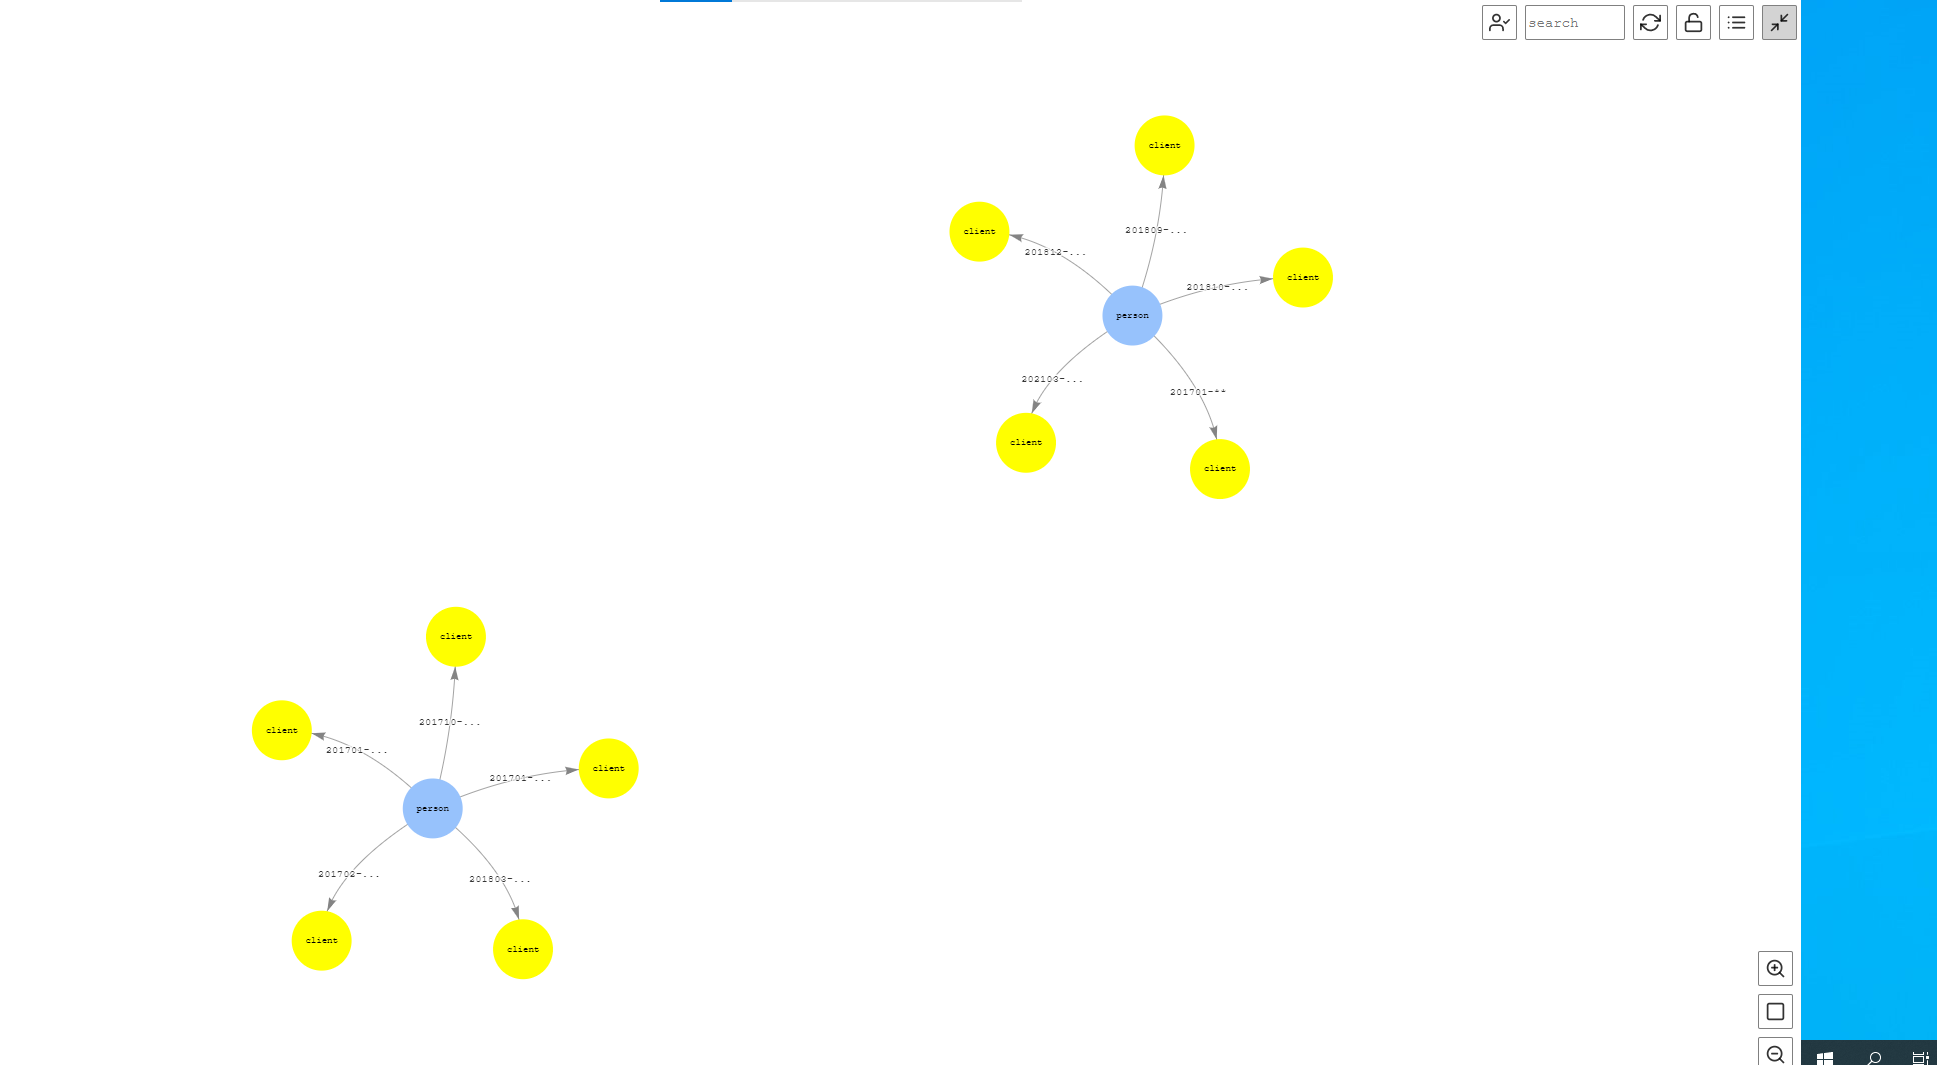 search
client
client
201809-...
201812-...
client
201810-...
person
202103-...
201701-**
client
client
client
201710-...
client
201701-...
client
201701-...
person
201702-...
201803-...
client
client